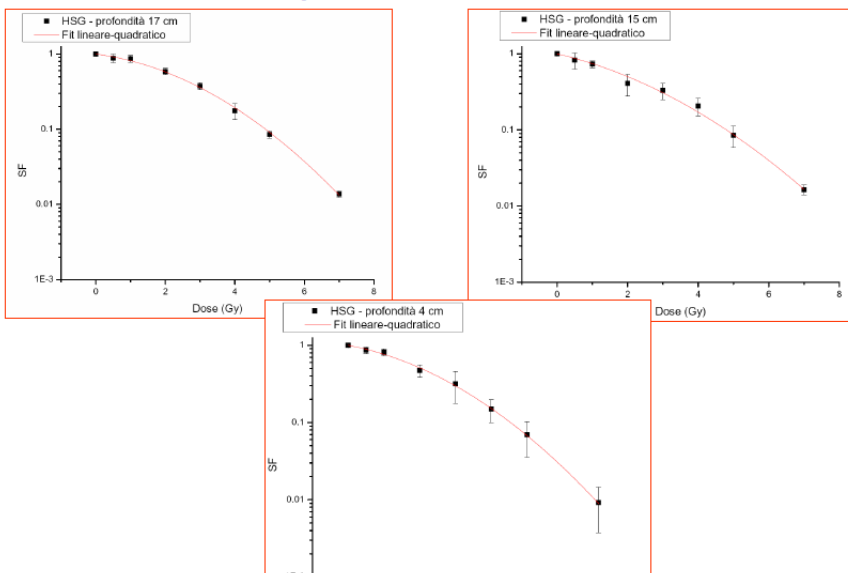 HSG - profondità 17 cm
Fit lineare-quadratico
1
0.1
0.01
1E-3
SF
0 2 4 6 8
Dose (Gy)
HSG - profondità 15 cm
Fit lineare-quadratico
1
0.1
0.01
1E-3
SF
0 2 4 6 8
Dose (Gy)
HSG - profondità 4 cm
Fit lineare-quadratico
1
0.1
0.01
SF